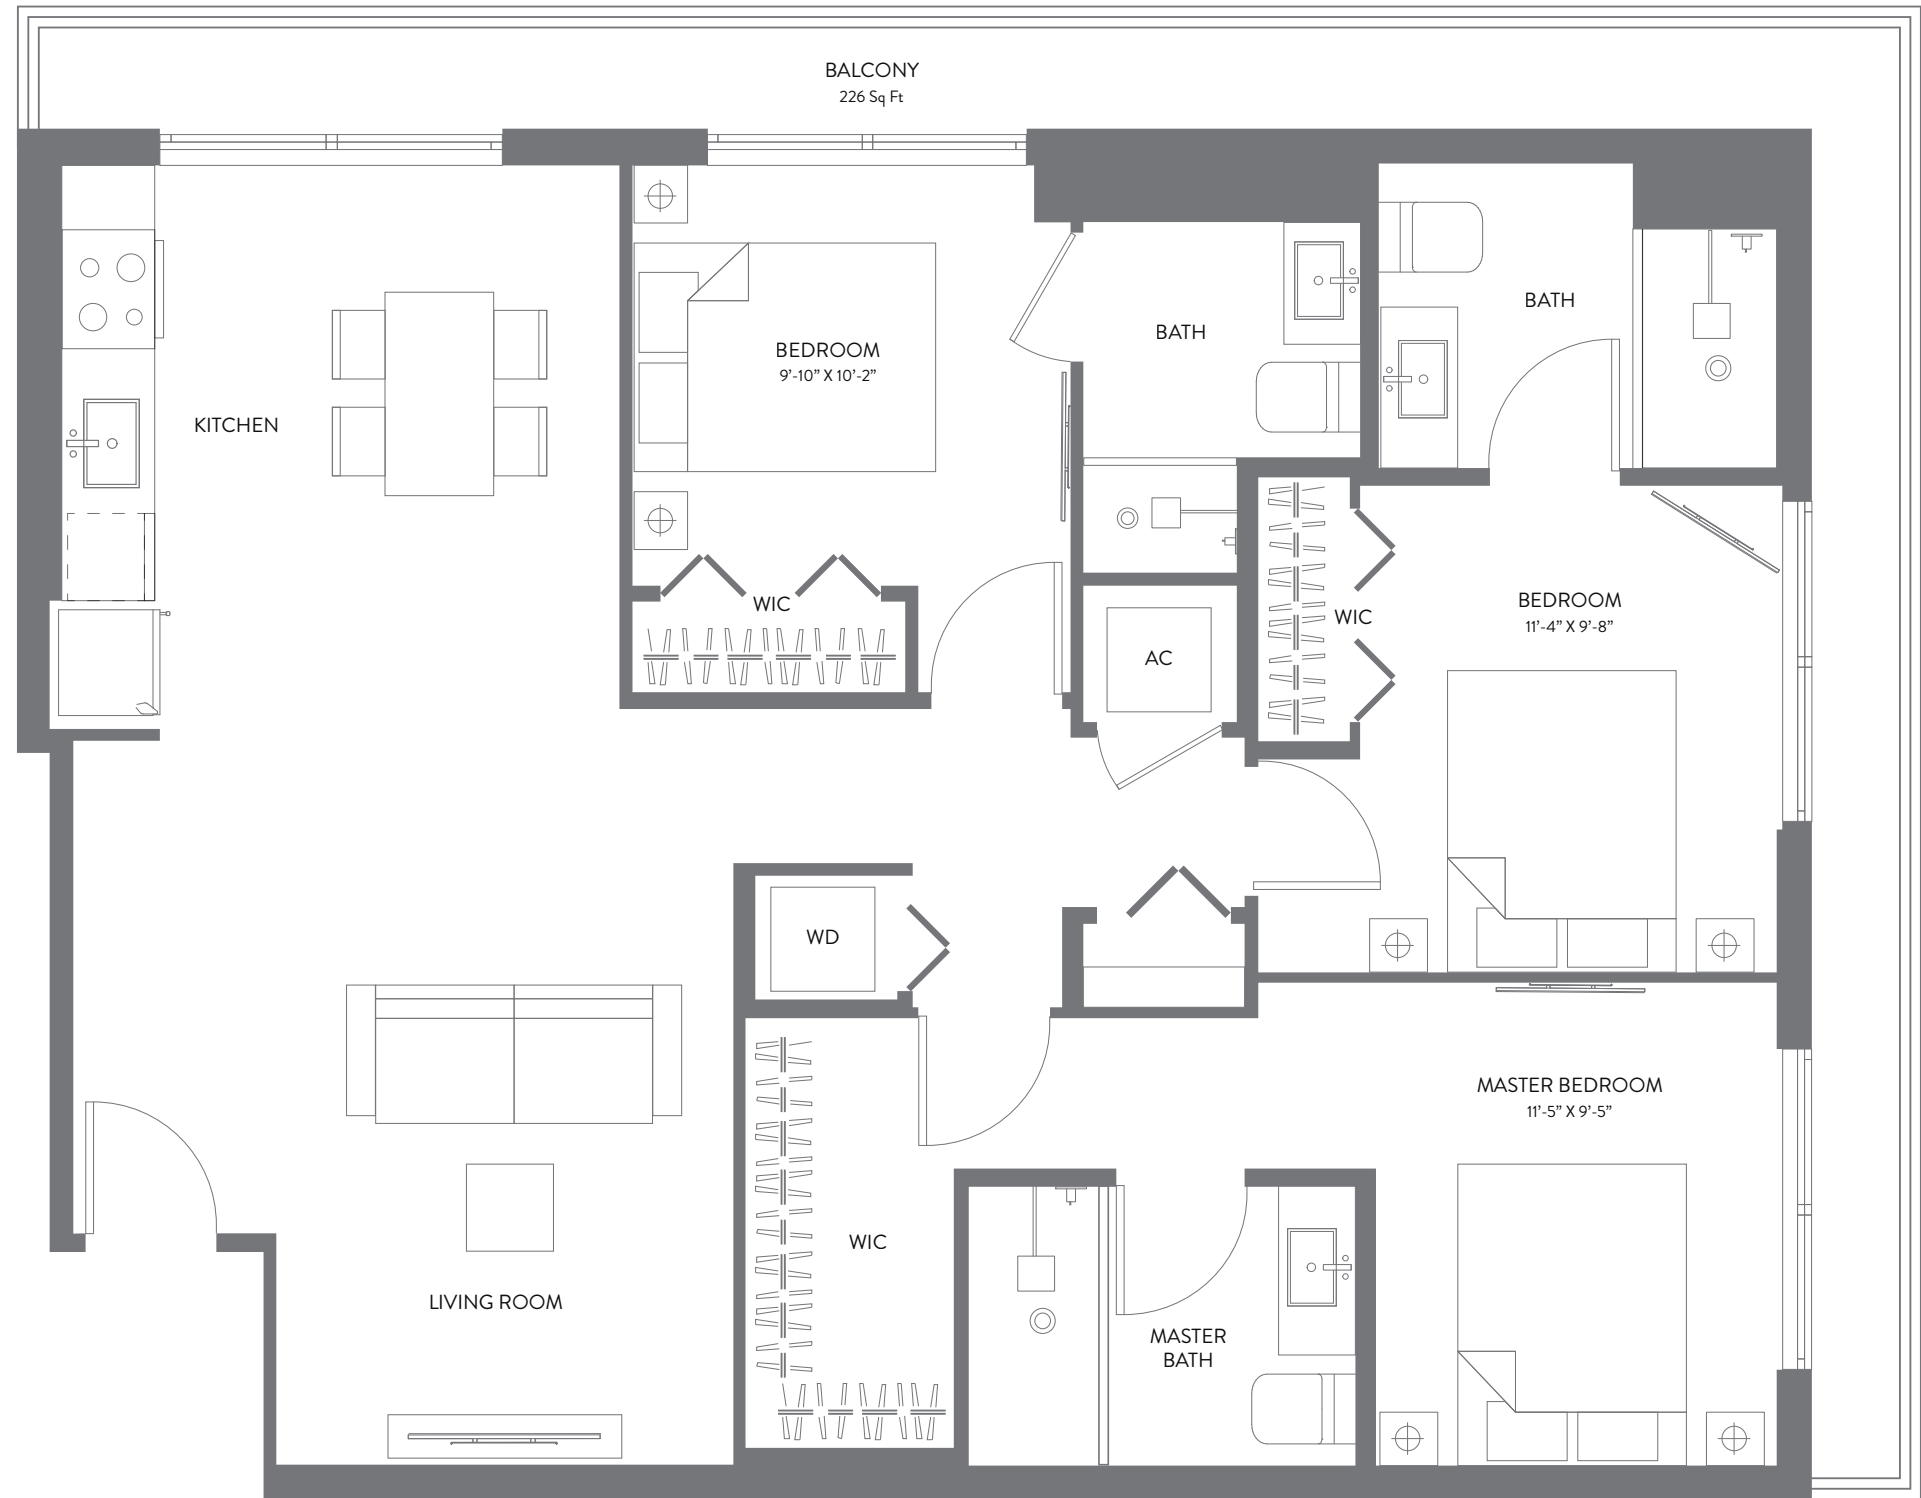 BALCONY
226 Sq Ft
BATH
BATH
BEDROOM
9'-10” X 10'-2”
KITCHEN
WIC
BEDROOM
11'-4” X 9'-8”
WIC
AC
WD
MASTER BEDROOM
11'-5” X 9'-5”
WIC
LIVING ROOM
MASTER
BATH